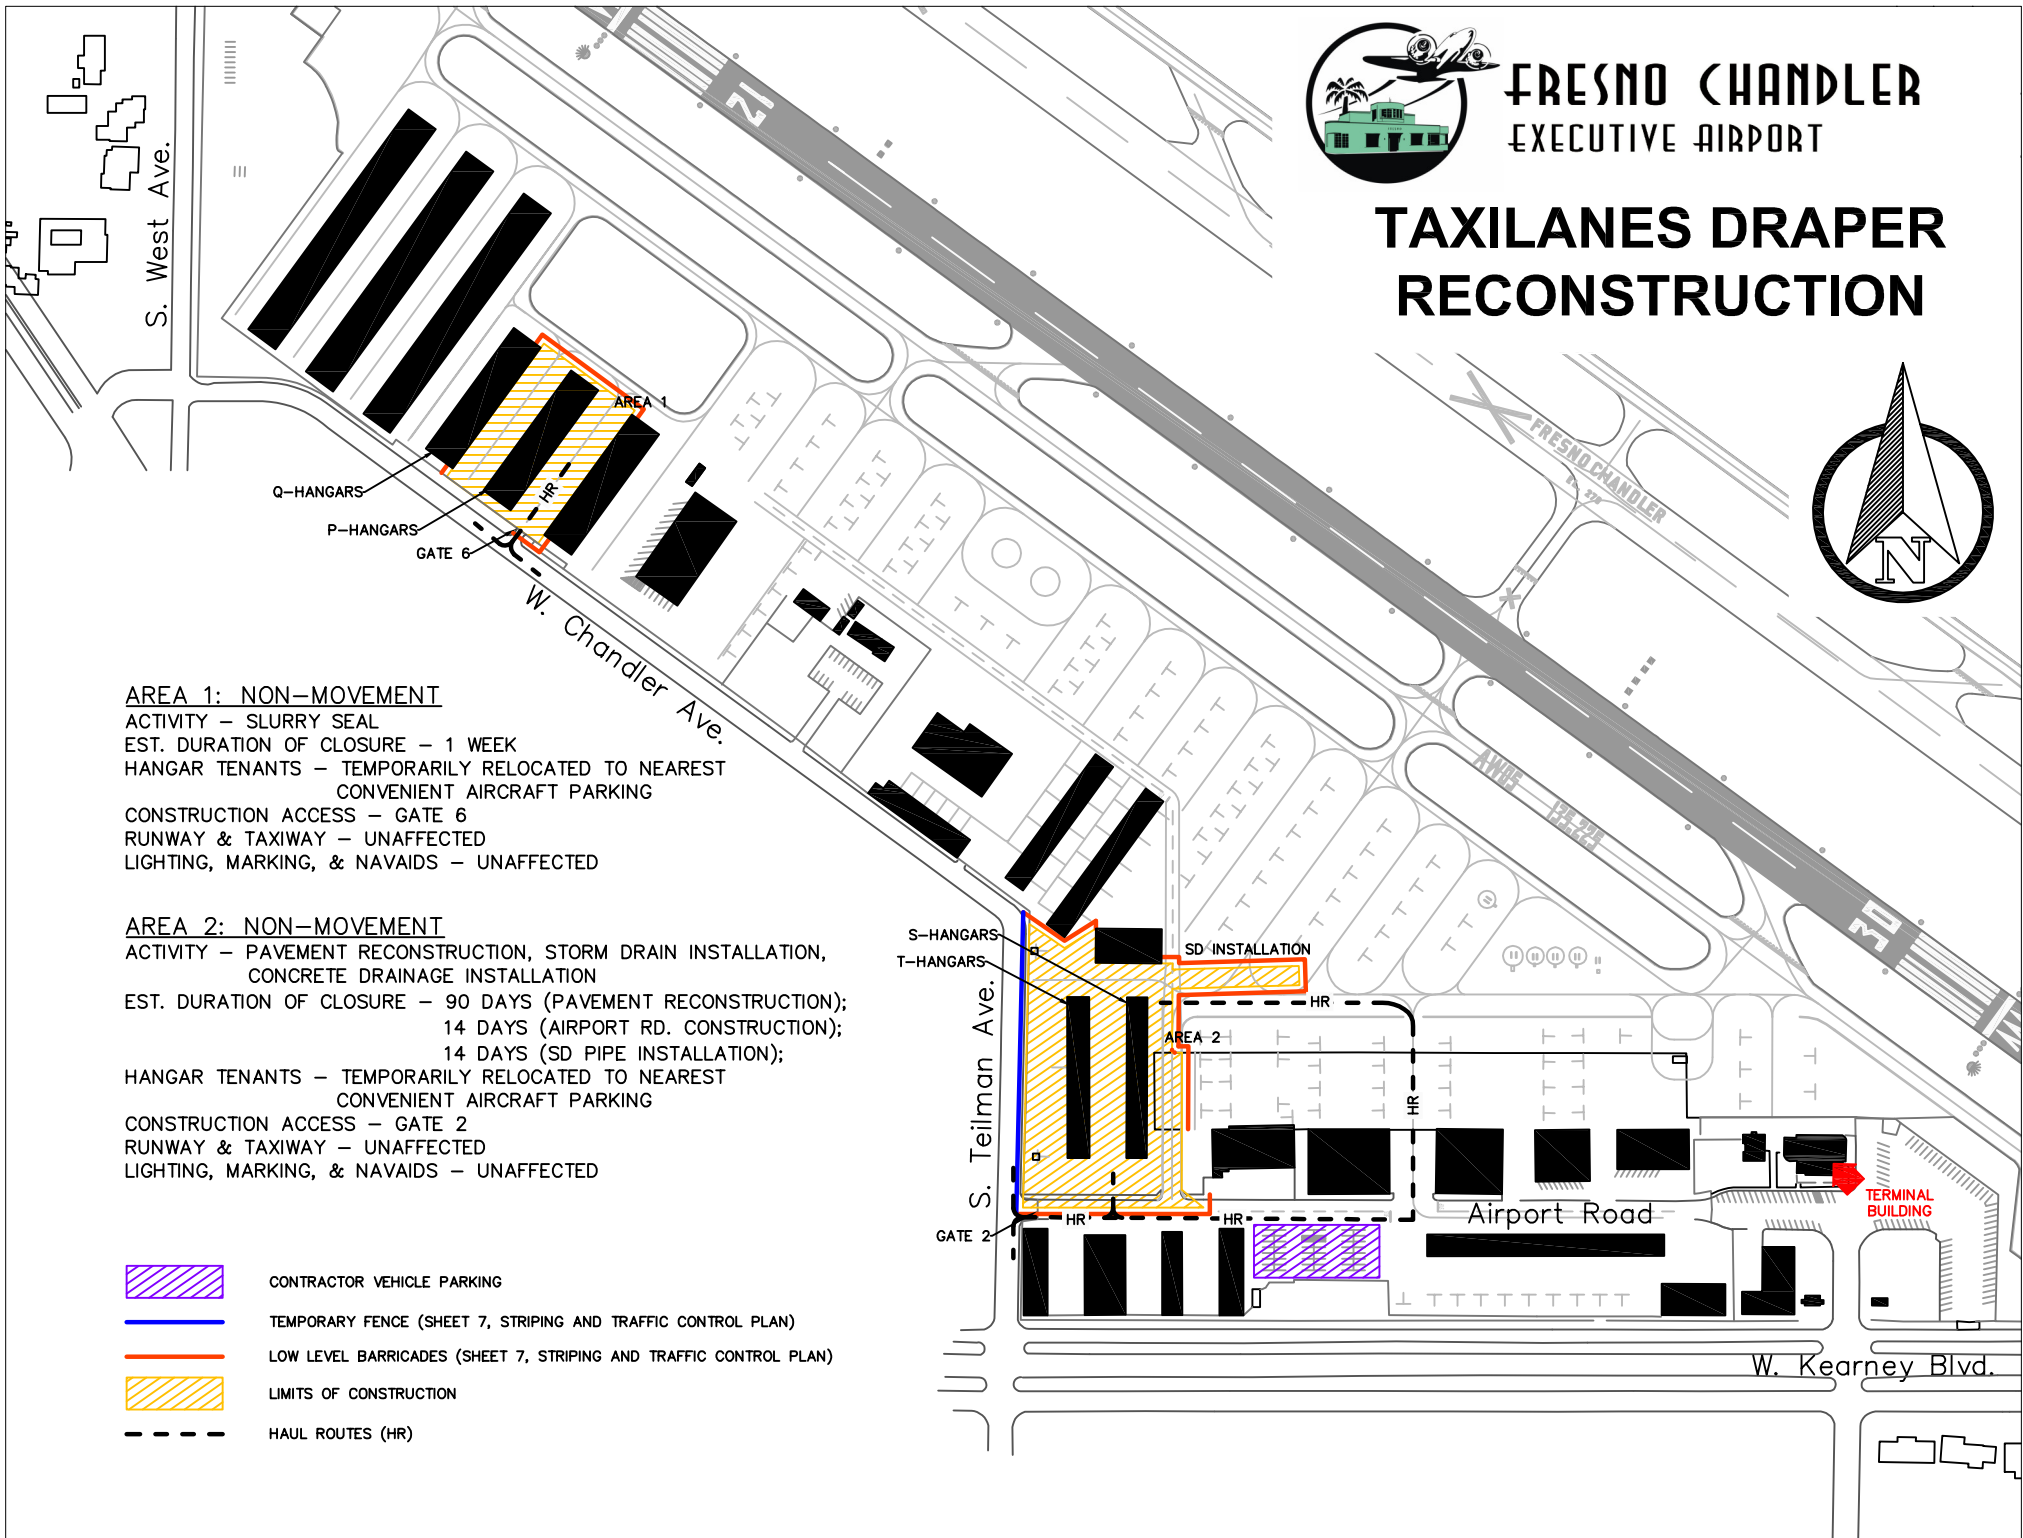 FRESNO CHANDLER
EXECUTIVE AIRPORT
TAXILANES DRAPER
RECONSTRUCTION
12
S. West Ave.
AREA 1
Q-HANGARS
HR
P-HANGARS
GATE 6
W. Chandler Ave.
FRESNO CHANDLER
EL. 278
N
AREA 1: NON-MOVEMENT
ACTIVITY - SLURRY SEAL
EST. DURATION OF CLOSURE - 1 WEEK
HANGAR TENANTS - TEMPORARILY RELOCATED TO NEAREST
CONVENIENT AIRCRAFT PARKING
CONSTRUCTION ACCESS - GATE 6
RUNWAY & TAXIWAY - UNAFFECTED
LIGHTING, MARKING, & NAVAIDS - UNAFFECTED
AREA 2: NON-MOVEMENT
ACTIVITY - PAVEMENT RECONSTRUCTION, STORM DRAIN INSTALLATION,
CONCRETE DRAINAGE INSTALLATION
EST. DURATION OF CLOSURE - 90 DAYS (PAVEMENT RECONSTRUCTION);
14 DAYS (AIRPORT RD. CONSTRUCTION);
14 DAYS (SD PIPE INSTALLATION);
HANGAR TENANTS - TEMPORARILY RELOCATED TO NEAREST
CONVENIENT AIRCRAFT PARKING
CONSTRUCTION ACCESS - GATE 2
RUNWAY & TAXIWAY - UNAFFECTED
LIGHTING, MARKING, & NAVAIDS - UNAFFECTED
AWOS
30
S-HANGARS
T-HANGARS
SD INSTALLATION
HR
AREA 2
HR
S. Teilman Ave.
GATE 2
HR
HR
Airport Road
TERMINAL
BUILDING
W. Kearney Blvd.
CONTRACTOR VEHICLE PARKING
TEMPORARY FENCE (SHEET 7, STRIPING AND TRAFFIC CONTROL PLAN)
LOW LEVEL BARRICADES (SHEET 7, STRIPING AND TRAFFIC CONTROL PLAN)
LIMITS OF CONSTRUCTION
HAUL ROUTES (HR)